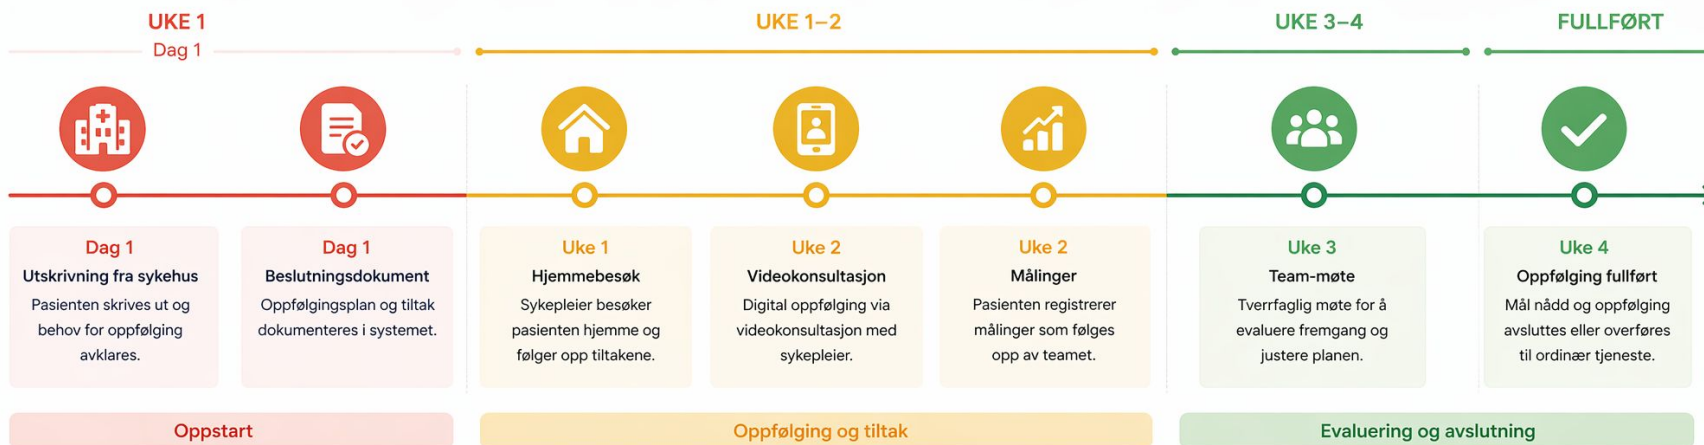 UKE 1
Dag 1
UKE 1–2
UKE 3–4
FULLFØRT
Dag 1
Utskrivning fra sykehus
Pasienten skrives ut og
behov for oppfølging
avklares.
Dag 1
Beslutningsdokument
Oppfølgingsplan og tiltak
dokumenteres i systemet.
Uke 1
Hjemmebesøk
Sykepleier besøker
pasienten hjemme og
følger opp tiltakene.
Uke 2
Videokonsultasjon
Digital oppfølging via
videokonsultasjon med
sykepleier.
Uke 2
Målinger
Pasienten registrerer
målinger som følges
opp av teamet.
Uke 3
Team-møte
Tverrfaglig møte for å
evaluere fremgang og
justere planen.
Uke 4
Oppfølging fullført
Mål nådd og oppfølging
avsluttes eller overføres
til ordinær tjeneste.
Oppstart
Oppfølging og tiltak
Evaluering og avslutning